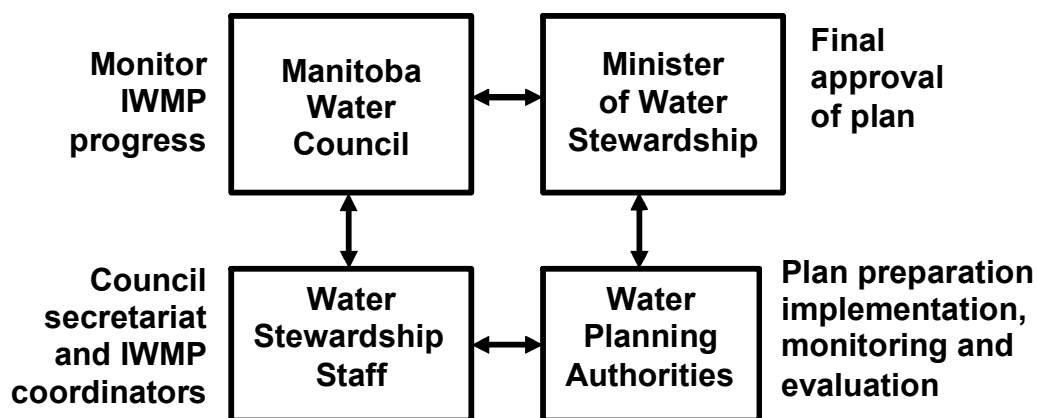 Monitor
IWMP
progress
Manitoba
Water
Council
Minister
of Water
Stewardship
Final
approval
of plan
Council
secretariat
and IWMP
coordinators
Water
Stewardship
Staff
Water
Planning
Authorities
Plan preparation
implementation,
monitoring and
evaluation